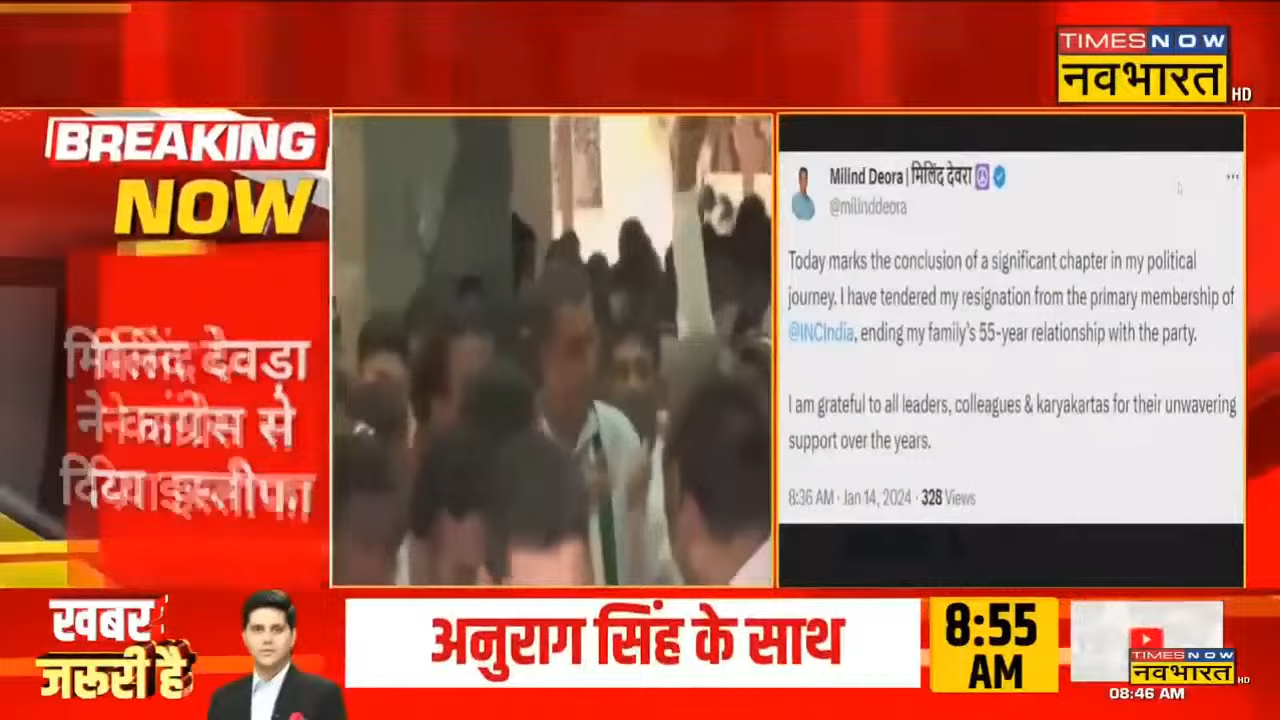 TIMES NOW
नवभारत
HD
BREAKING
NOW
मिलिंद देवड़ा
ने कांग्रेस से
दिया इस्तीफा
Milind Deora | मिलिंद देवरा
@milinddeora
Today marks the conclusion of a significant chapter in my political
journey. I have tendered my resignation from the primary membership of
@INCIndia, ending my family's 55-year relationship with the party.
I am grateful to all leaders, colleagues & karyakartas for their unwavering
support over the years.
8:36 AM · Jan 14, 2024 · 328 Views
खबर
जरूरी है
अनुराग सिंह के साथ
8:55
AM
TIMES NOW
नवभारत
HD
08:46 AM